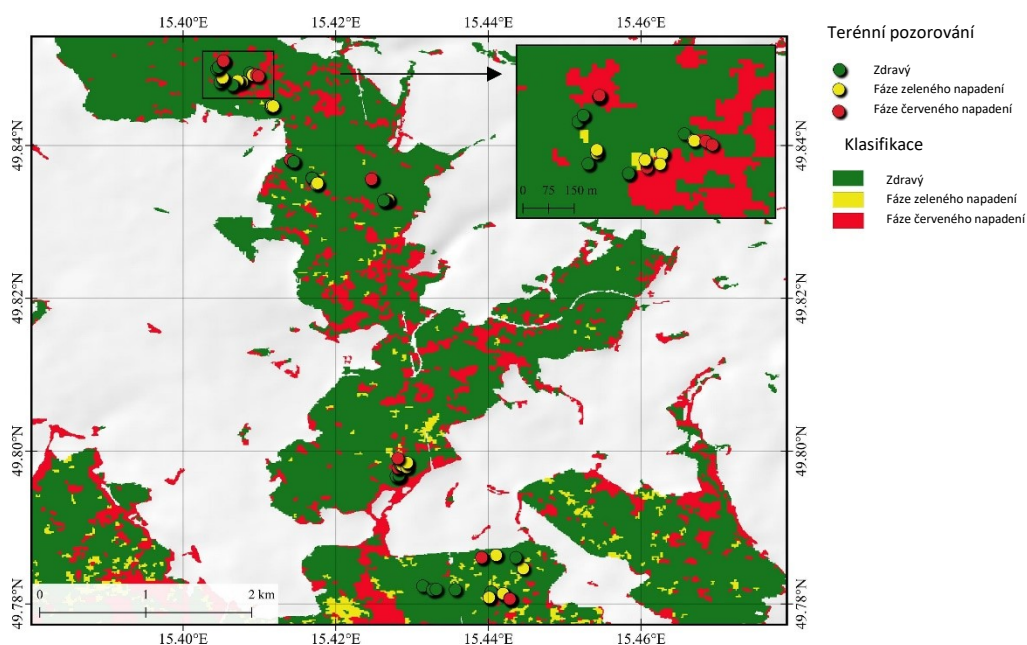 15.40°E 15.42°E 15.44°E 15.46°E
Terénní pozorování
Zdravý
Fáze zeleného napadení
Fáze červeného napadení
Klasifikace
Zdravý
Fáze zeleného napadení
Fáze červeného napadení
49.84°N 49.84°N
0 75 150 m
49.82°N 49.82°N
49.80°N 49.80°N
0 1 2 km
49.78°N 49.78°N
15.40°E 15.42°E 15.44°E 15.46°E